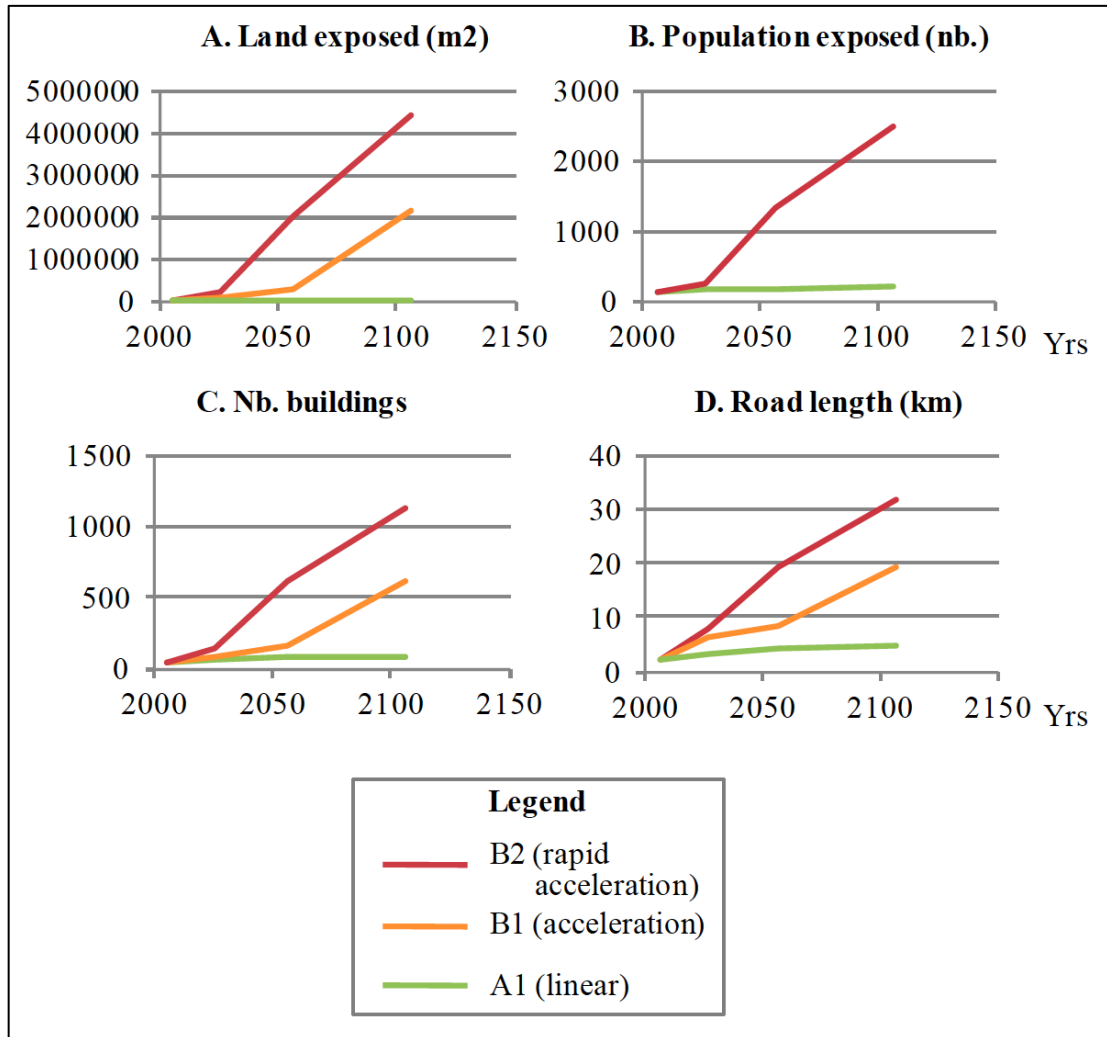 A. Land exposed (m2)
5000000
4000000
3000000
2000000
1000000
0
2000 2050 2100 2150
B. Population exposed (nb.)
3000
2000
1000
0
2000 2050 2100 2150 Yrs
C. Nb. buildings
1500
1000
500
0
2000 2050 2100 2150
D. Road length (km)
40
30
20
10
0
2000 2050 2100 2150 Yrs
Legend
B2 (rapid
acceleration)
B1 (acceleration)
A1 (linear)